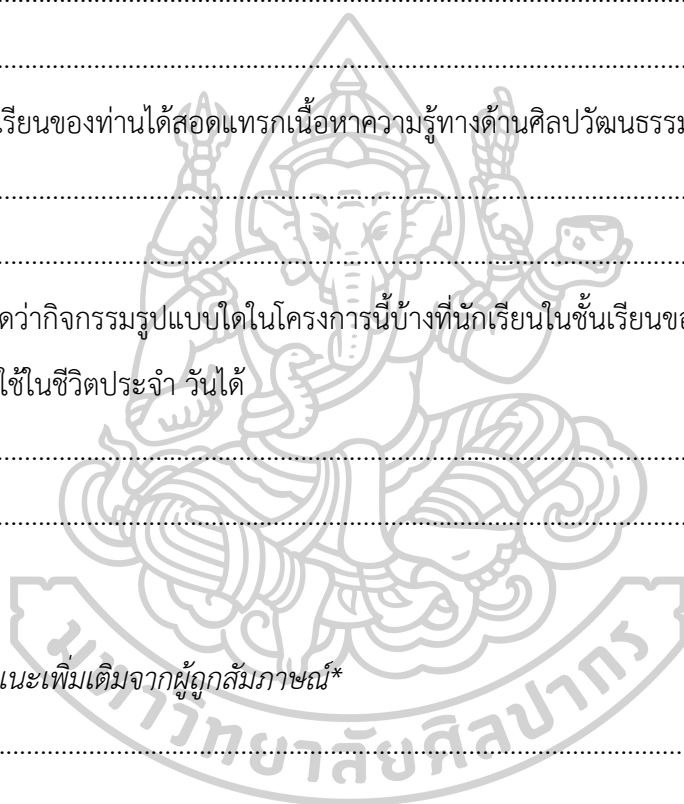 ................................................................................
................................................................................
เรียนของท่านได้สอดแทรกเนื้อหาความรู้ทางด้านศิลปวัฒนธรรม
................................................................................
................................................................................
ดว่ากิจกรรมรูปแบบใดในโครงการนี้บ้างที่นักเรียนในชั้นเรียนขอ
ใช้ในชีวิตประจำ วันได้
................................................................................
................................................................................
แนะเพิ่มเติมจากผู้ถูกสัมภาษณ์*
................................................................................
มหาวิทยาลัยศิลปากร